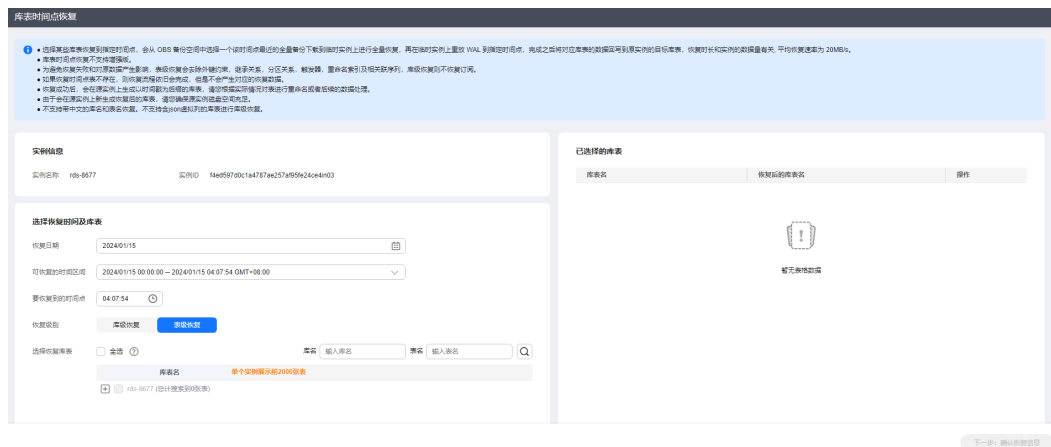 库表时间点恢复
● 选择某些库表恢复到指定时间点，会从 OBS 备份空间中选择一个该时间点最近的全量备份下载到临时实例上进行全量恢复，再在临时实例上重放 WAL 到指定时间点，完成之后将对应库表的数据回写到原实例的目标库表，恢复时长和实例的数据量有关，平均恢复速率为 20MB/s。
● 库表时间点恢复不支持增强版。
● 为避免恢复失败和对原数据产生影响，表级恢复会去除外键约束，继承关系，分区关系，触发器，重命名索引及相关联序列，库级恢复则不恢复订阅。
● 如果恢复时间点表不存在，则恢复流程依旧会完成，但是不会产生对应的恢复数据。
● 恢复成功后，会在源实例上生成以时间戳为后缀的库表，请您根据实际情况对表进行重命名或者后续的数据处理。
● 由于会在源实例上新生成恢复后的库表，请您确保源实例磁盘空间充足。
● 不支持带中文的库名和表名恢复。不支持含json虚拟列的库表进行库级恢复。
实例信息
实例名称 rds-8677 实例ID f4ed597d0c1a4787ae257af95fe24ce4in03
选择恢复时间及库表
恢复日期 2024/01/15
可恢复的时间区间 2024/01/15 00:00:00 -- 2024/01/15 04:07:54 GMT+08:00
要恢复到的时间点 04:07:54
恢复级别 库级恢复 表级恢复
选择恢复库表 全选 库名 输入库名 表名 输入表名
库表名 单个实例展示前2000张表
rds-8677 (总计搜索到0张表)
已选择的库表
库表名 恢复后的库表名 操作
暂无表格数据
下一步：确认恢复信息